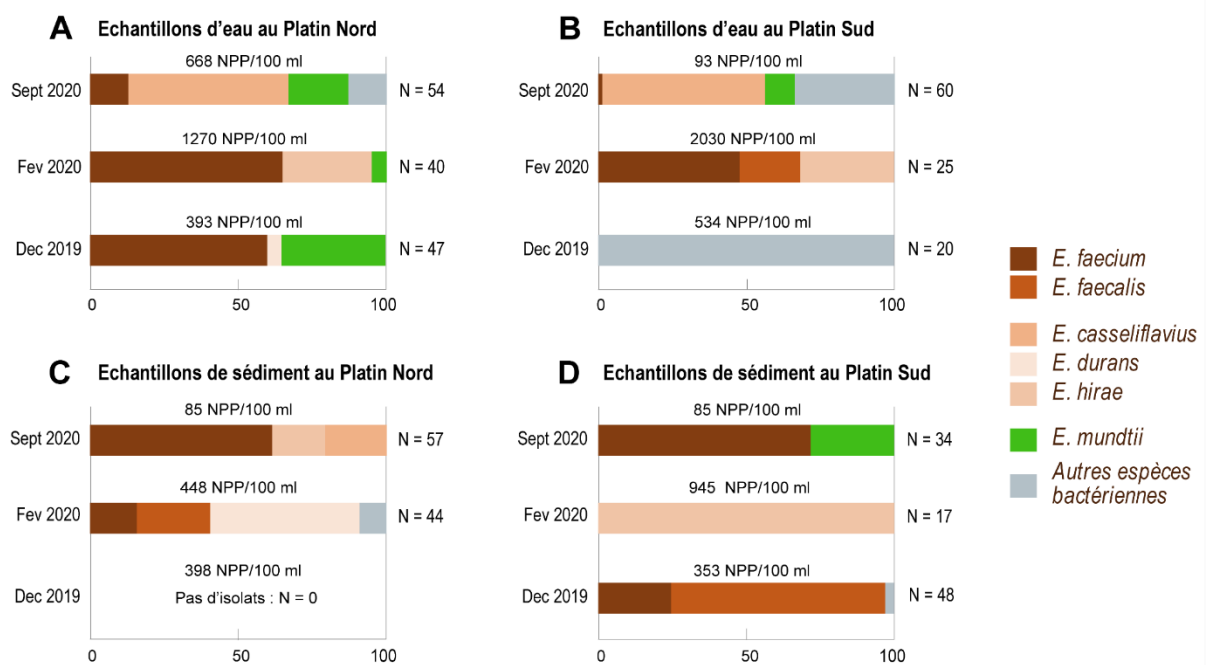 A Echantillons d'eau au Platin Nord
668 NPP/100 ml
Sept 2020
N = 54
1270 NPP/100 ml
Fev 2020
N = 40
393 NPP/100 ml
Dec 2019
N = 47
0 50 100
B Echantillons d'eau au Platin Sud
93 NPP/100 ml
Sept 2020
N = 60
2030 NPP/100 ml
Fev 2020
N = 25
534 NPP/100 ml
Dec 2019
N = 20
0 50 100
C Echantillons de sédiment au Platin Nord
85 NPP/100 ml
Sept 2020
N = 57
448 NPP/100 ml
Fev 2020
N = 44
398 NPP/100 ml
Dec 2019
Pas d'isolats : N = 0
0 50 100
D Echantillons de sédiment au Platin Sud
85 NPP/100 ml
Sept 2020
N = 34
945 NPP/100 ml
Fev 2020
N = 17
353 NPP/100 ml
Dec 2019
N = 48
0 50 100
E. faecium
E. faecalis
E. casseliflavius
E. durans
E. hirae
E. mundtii
Autres espèces
bactériennes